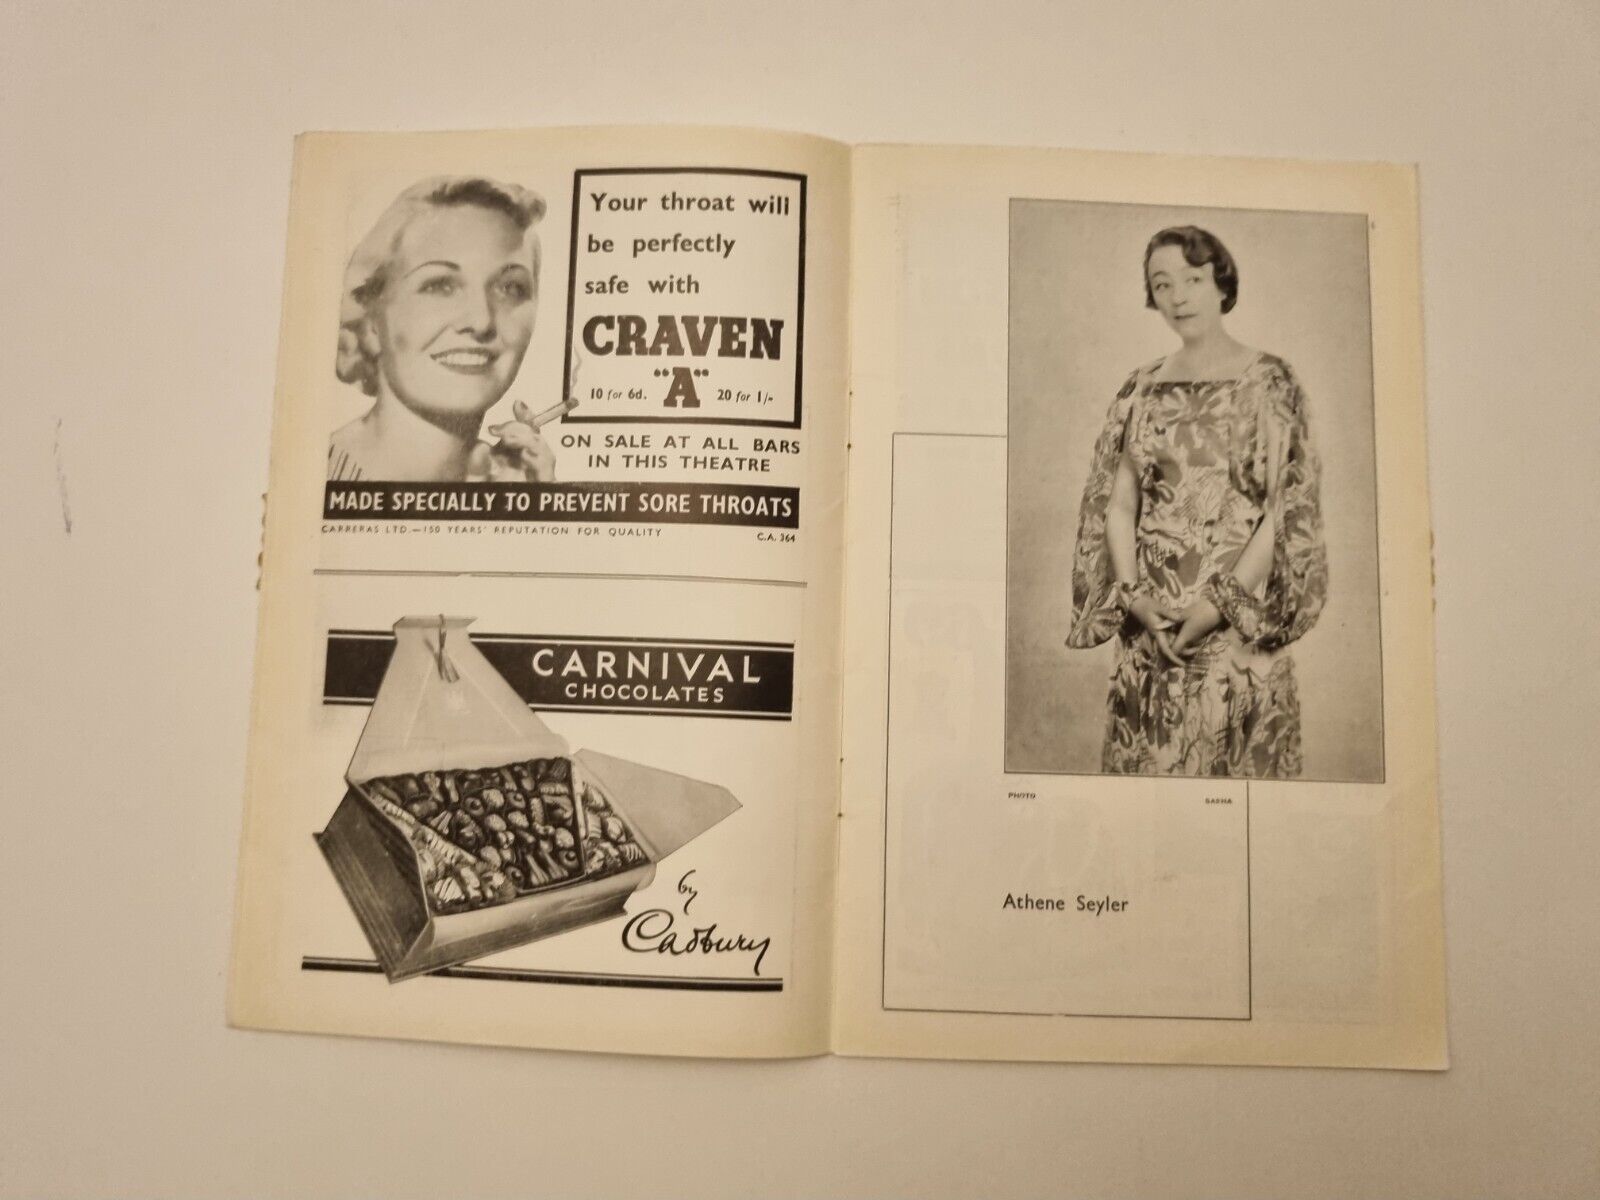 Your throat will
be perfectly
safe with
CRAVEN
"A"
10 for 6d.
20 for 1/-
ON SALE AT ALL BARS
IN THIS THEATRE
MADE SPECIALLY TO PREVENT SORE THROATS
CARRERAS LTD.—150 YEARS' REPUTATION FOR QUALITY
C.A. 364
CARNIVAL
CHOCOLATES
by
Cadbury
PHOTO
SASHA
Athene Seyler